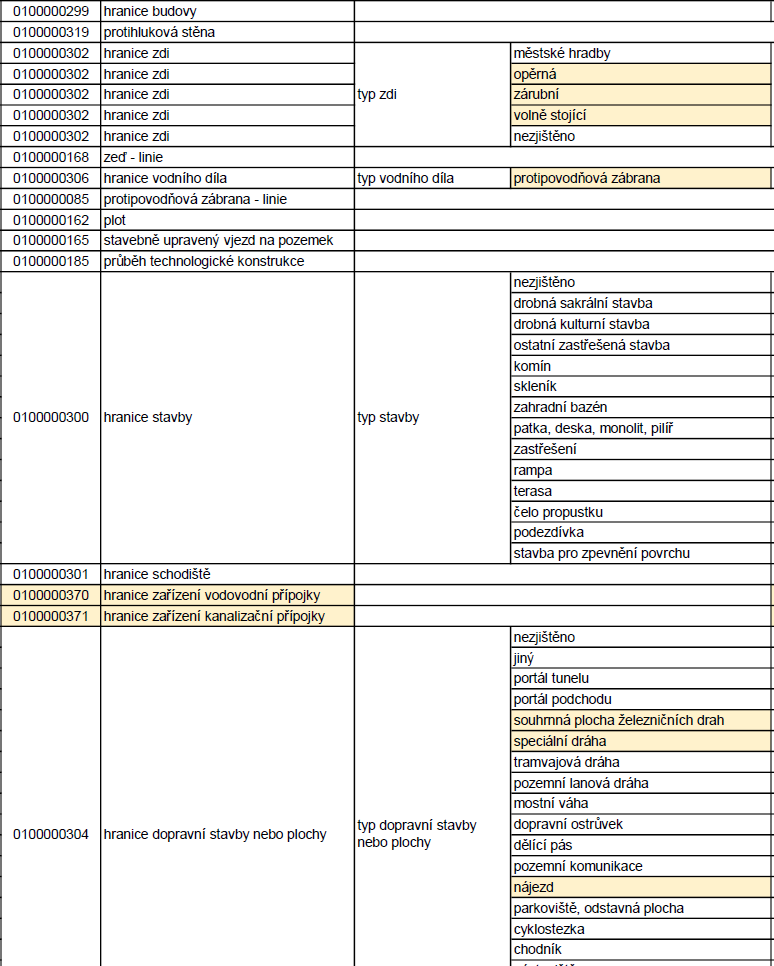 0100000299 hranice budovy
0100000319 protihluková stěna
0100000302 hranice zdi typ zdi městské hradby
0100000302 hranice zdi opěrná
0100000302 hranice zdi zárubní
0100000302 hranice zdi volně stojící
0100000302 hranice zdi nezjištěno
0100000168 zeď - linie
0100000306 hranice vodního díla typ vodního díla protipovodňová zábrana
0100000085 protipovodňová zábrana - linie
0100000162 plot
0100000165 stavebně upravený vjezd na pozemek
0100000185 průběh technologické konstrukce
0100000300 hranice stavby typ stavby
nezjištěno
drobná sakrální stavba
drobná kulturní stavba
ostatní zastřešená stavba
komín
skleník
zahradní bazén
patka, deska, monolit, pilíř
zastřešení
rampa
terasa
čelo propustku
podezdívka
stavba pro zpevnění povrchu
0100000301 hranice schodiště
0100000370 hranice zařízení vodovodní přípojky
0100000371 hranice zařízení kanalizační přípojky
0100000304 hranice dopravní stavby nebo plochy typ dopravní stavby
nebo plochy
nezjištěno
jiný
portál tunelu
portál podchodu
souhrnná plocha železničních drah
speciální dráha
tramvajová dráha
pozemní lanová dráha
mostní váha
dopravní ostrůvek
dělící pás
pozemní komunikace
nájezd
parkoviště, odstavná plocha
cyklostezka
chodník